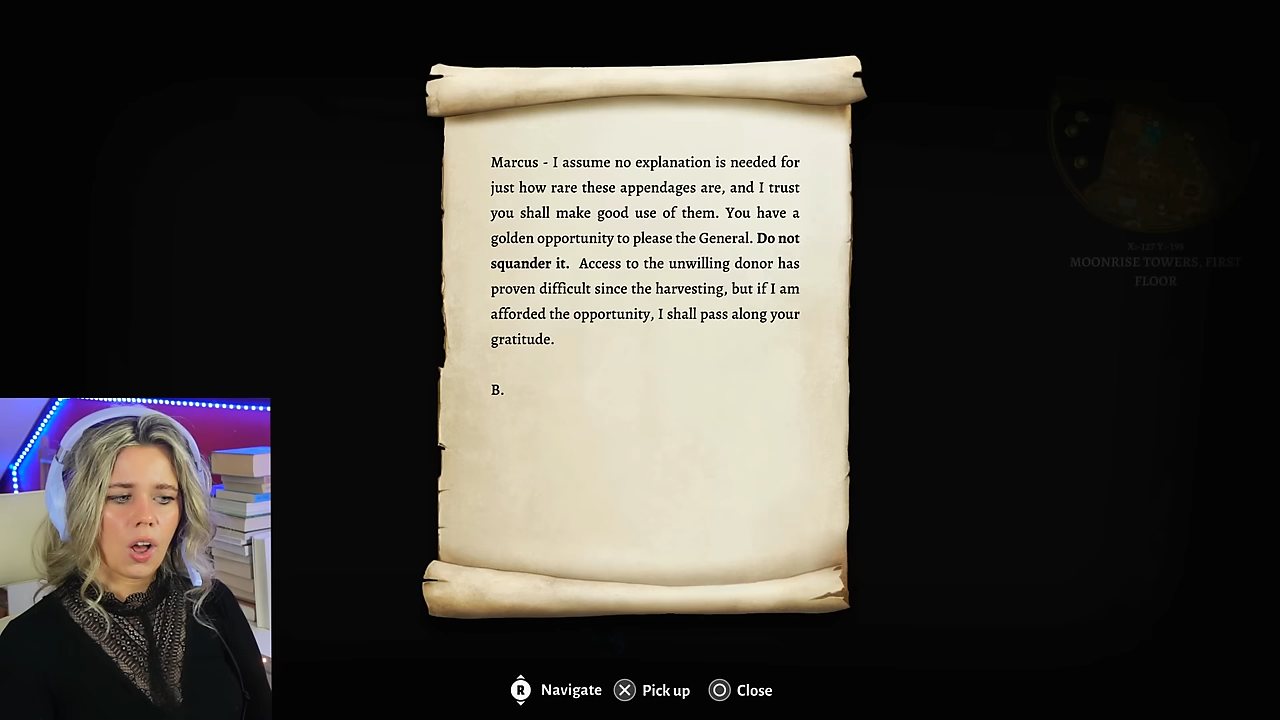 Marcus - I assume no explanation is needed for
just how rare these appendages are, and I trust
you shall make good use of them. You have a
golden opportunity to please the General. Do not
squander it. Access to the unwilling donor has
proven difficult since the harvesting, but if I am
afforded the opportunity, I shall pass along your
gratitude.
B.
MOONRISE TOWERS, FIRST
FLOOR
R Navigate Pick up Close